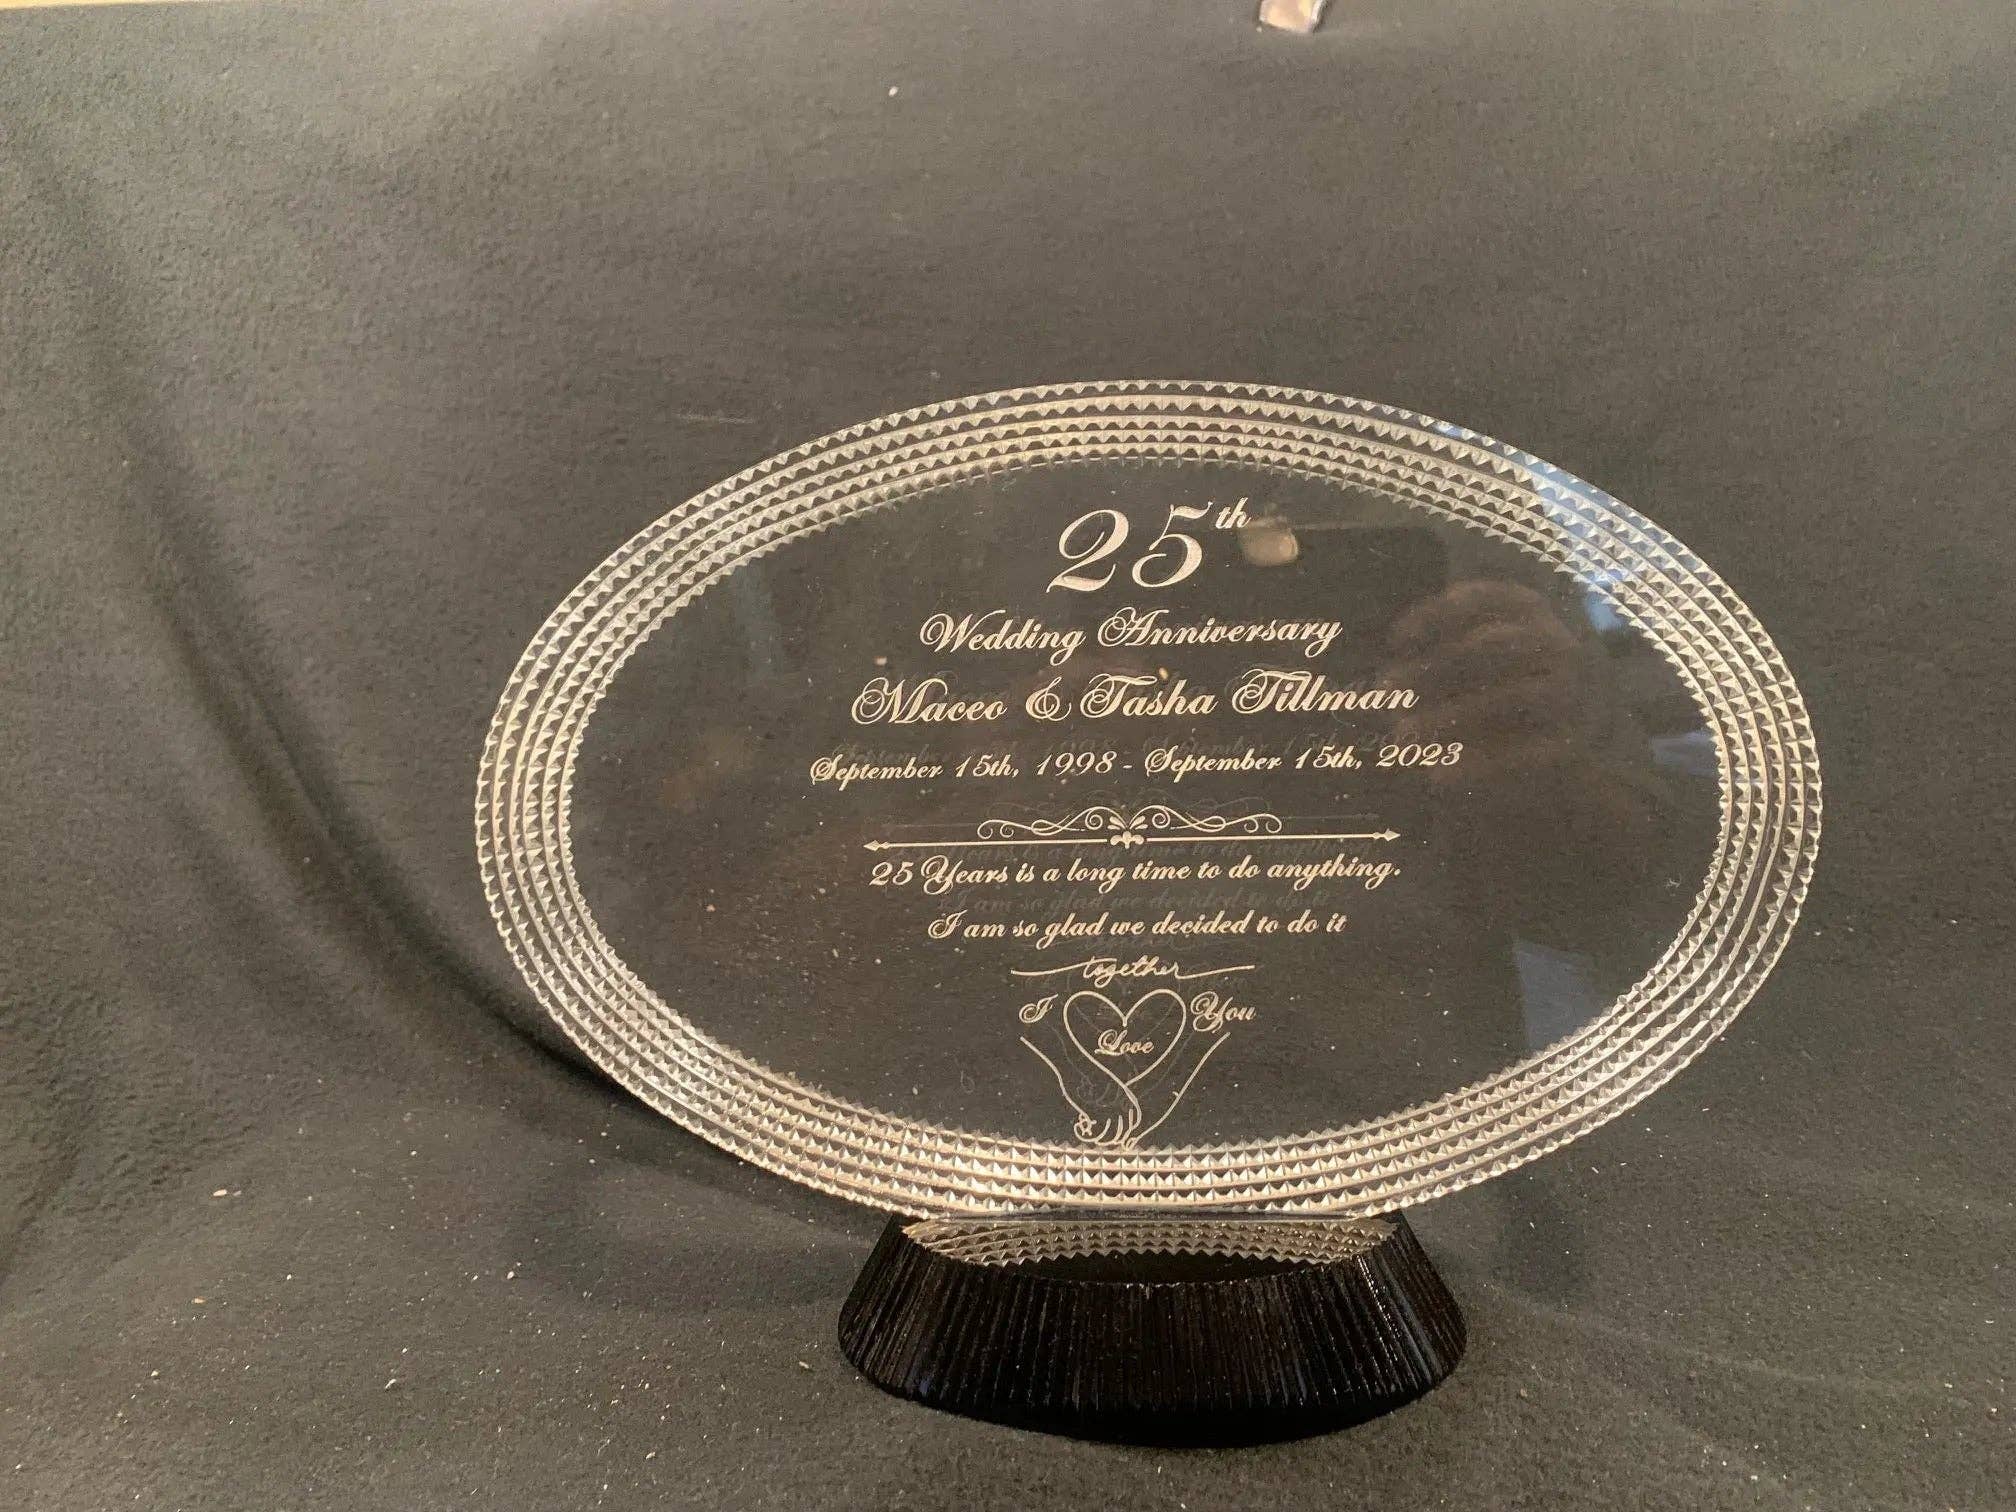 25th
Wedding Anniversary
Maceo & Tasha Tillman
September 15th, 1998 - September 15th, 2023
25 Years is a long time to do anything.
I am so glad we decided to do it
together
I Love You